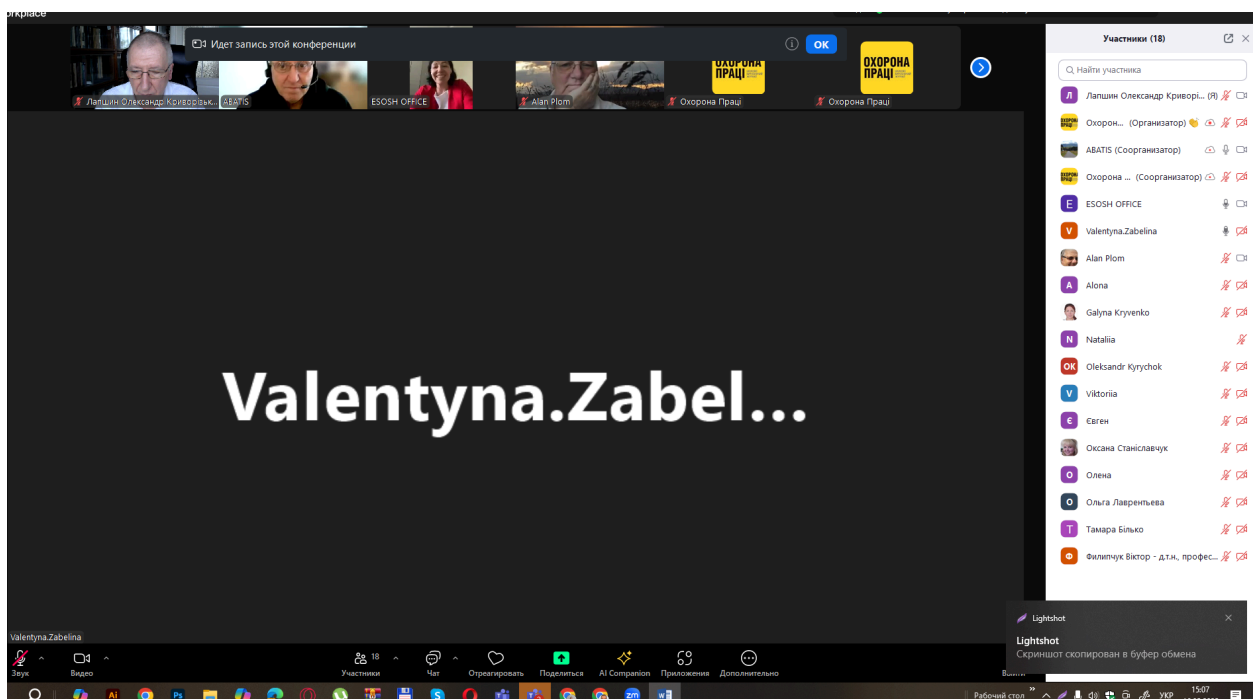 orkplace
Идет запись этой конференции
ОК
Лапшин Олександр Криворізьк...
ABATIS
ESOSH OFFICE
Alan Plom
ОХОРОНА
ПРАЦІ
Охорона Праці
ОХОРОНА
ПРАЦІ
Охорона Праці
Valentyna.Zabel...
Valentyna.Zabelina
Участники (18)
Найти участника
Л Лапшин Олександр Криворі... (Я)
Охорон... (Организатор)
ABATIS (Соорганизатор)
Охорона ... (Соорганизатор)
E ESOSH OFFICE
V Valentyna.Zabelina
Alan Plom
A Alona
Galyna Kryvenko
N Nataliia
OK Oleksandr Kyrychok
V Viktoriia
Є Євген
Оксана Станіславчук
О Олена
О Ольга Лаврентьева
Т Тамара Білько
Ф Филипчук Віктор - д.т.н., професс...
Lightshot
Lightshot
Скриншот скопирован в буфер обмена
Звук
Видео
18
Участники
Чат
Отреагировать
Поделиться
AI Companion
Приложения
Дополнительно
Рабочий стол
УКР
15:07